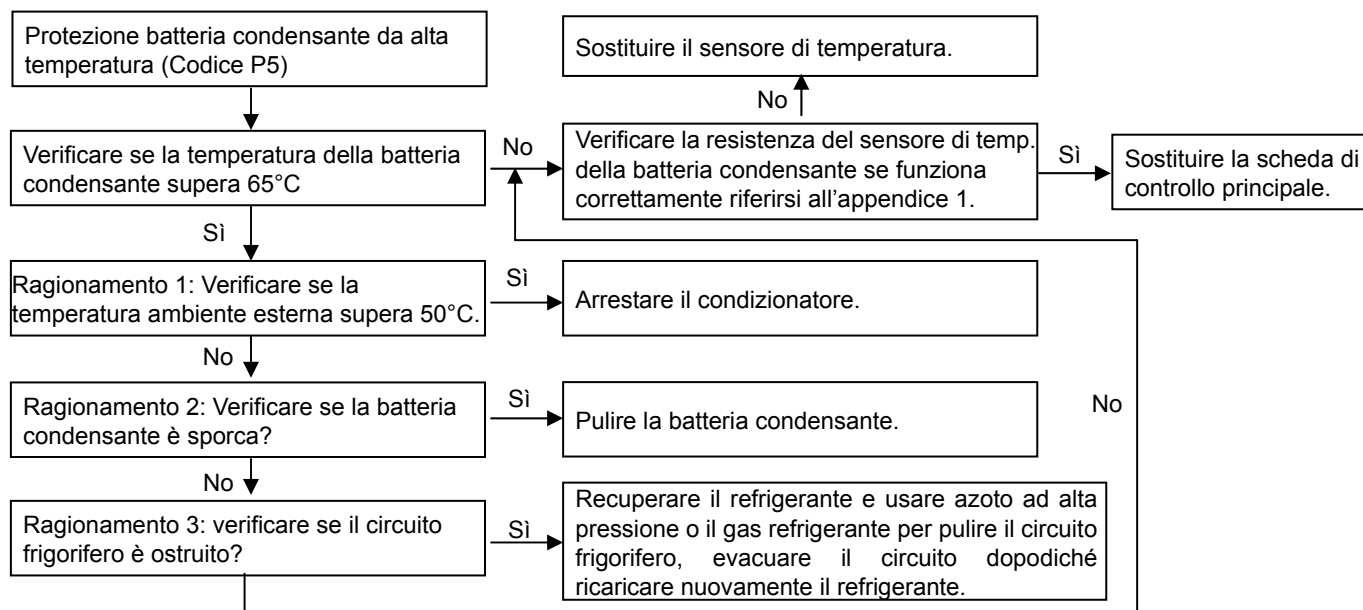 Protezione batteria condensante da alta
temperatura (Codice P5)
Sostituire il sensore di temperatura.
No
Verificare se la temperatura della batteria
condensante supera 65°C
No
Verificare la resistenza del sensore di temp.
della batteria condensante se funziona
correttamente riferirsi all'appendice 1.
Sì
Sostituire la scheda di
controllo principale.
Sì
Ragionamento 1: Verificare se la
temperatura ambiente esterna supera 50°C.
Sì
Arrestare il condizionatore.
No
Ragionamento 2: Verificare se la batteria
condensante è sporca?
Sì
Pulire la batteria condensante.
No
No
Ragionamento 3: verificare se il circuito
frigorifero è ostruito?
Sì
Recuperare il refrigerante e usare azoto ad alta
pressione o il gas refrigerante per pulire il circuito
frigorifero, evacuare il circuito dopodiché
ricaricare nuovamente il refrigerante.